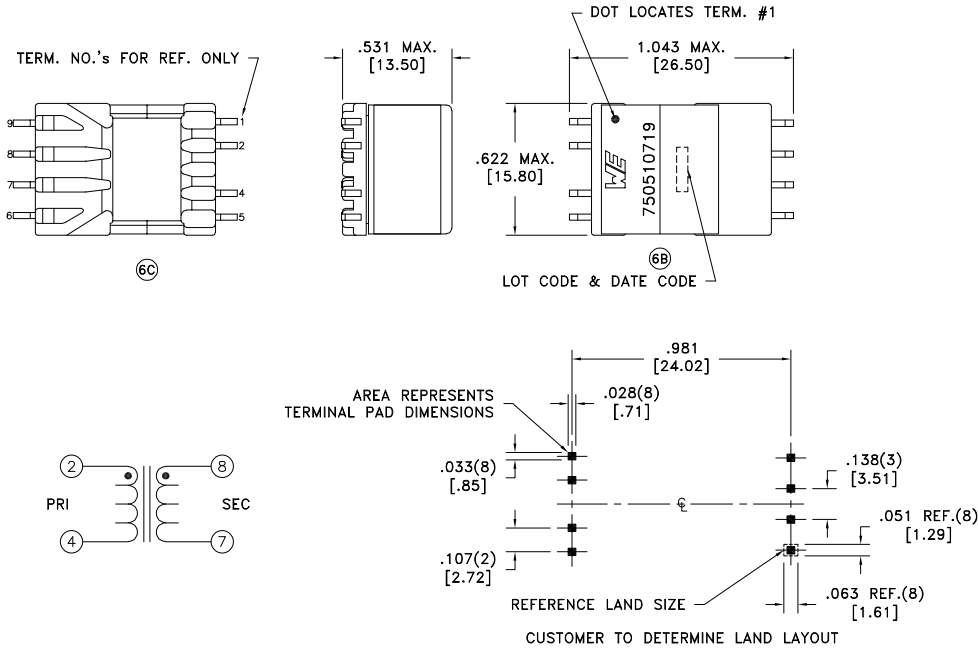 DOT LOCATES TERM. #1
TERM. NO.'s FOR REF. ONLY
.531 MAX.
[13.50]
1.043 MAX.
[26.50]
9
8
7
6
1
2
4
5
.622 MAX.
[15.80]
WE
750510719
6C
6B
LOT CODE & DATE CODE
.981
[24.02]
AREA REPRESENTS
TERMINAL PAD DIMENSIONS
.028(8)
[.71]
.033(8)
[.85]
.138(3)
[3.51]
2
8
PRI
SEC
4
7
℄
.051 REF.(8)
[1.29]
.107(2)
[2.72]
REFERENCE LAND SIZE
.063 REF.(8)
[1.61]
CUSTOMER TO DETERMINE LAND LAYOUT